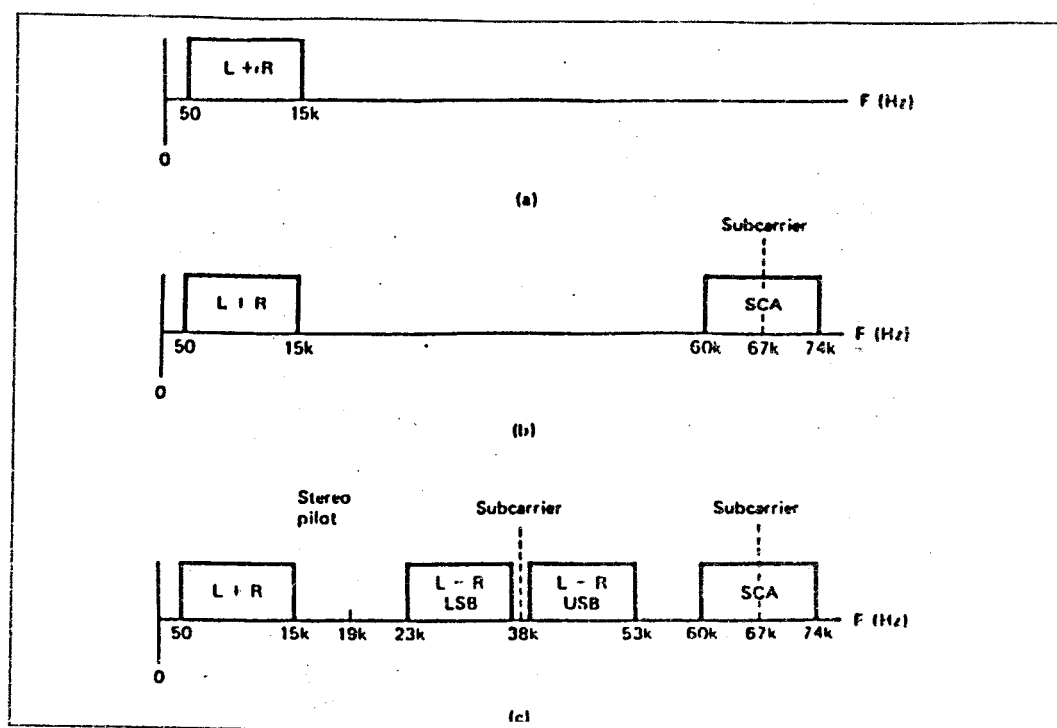 L + R
50 15k F (Hz)
0
(a)
Subcarrier
L + R SCA
50 15k 60k 67k 74k F (Hz)
0
(b)
Stereo
pilot Subcarrier Subcarrier
L + R L - R L - R SCA
LSB USB
50 15k 19k 23k 38k 53k 60k 67k 74k F (Hz)
0
(c)